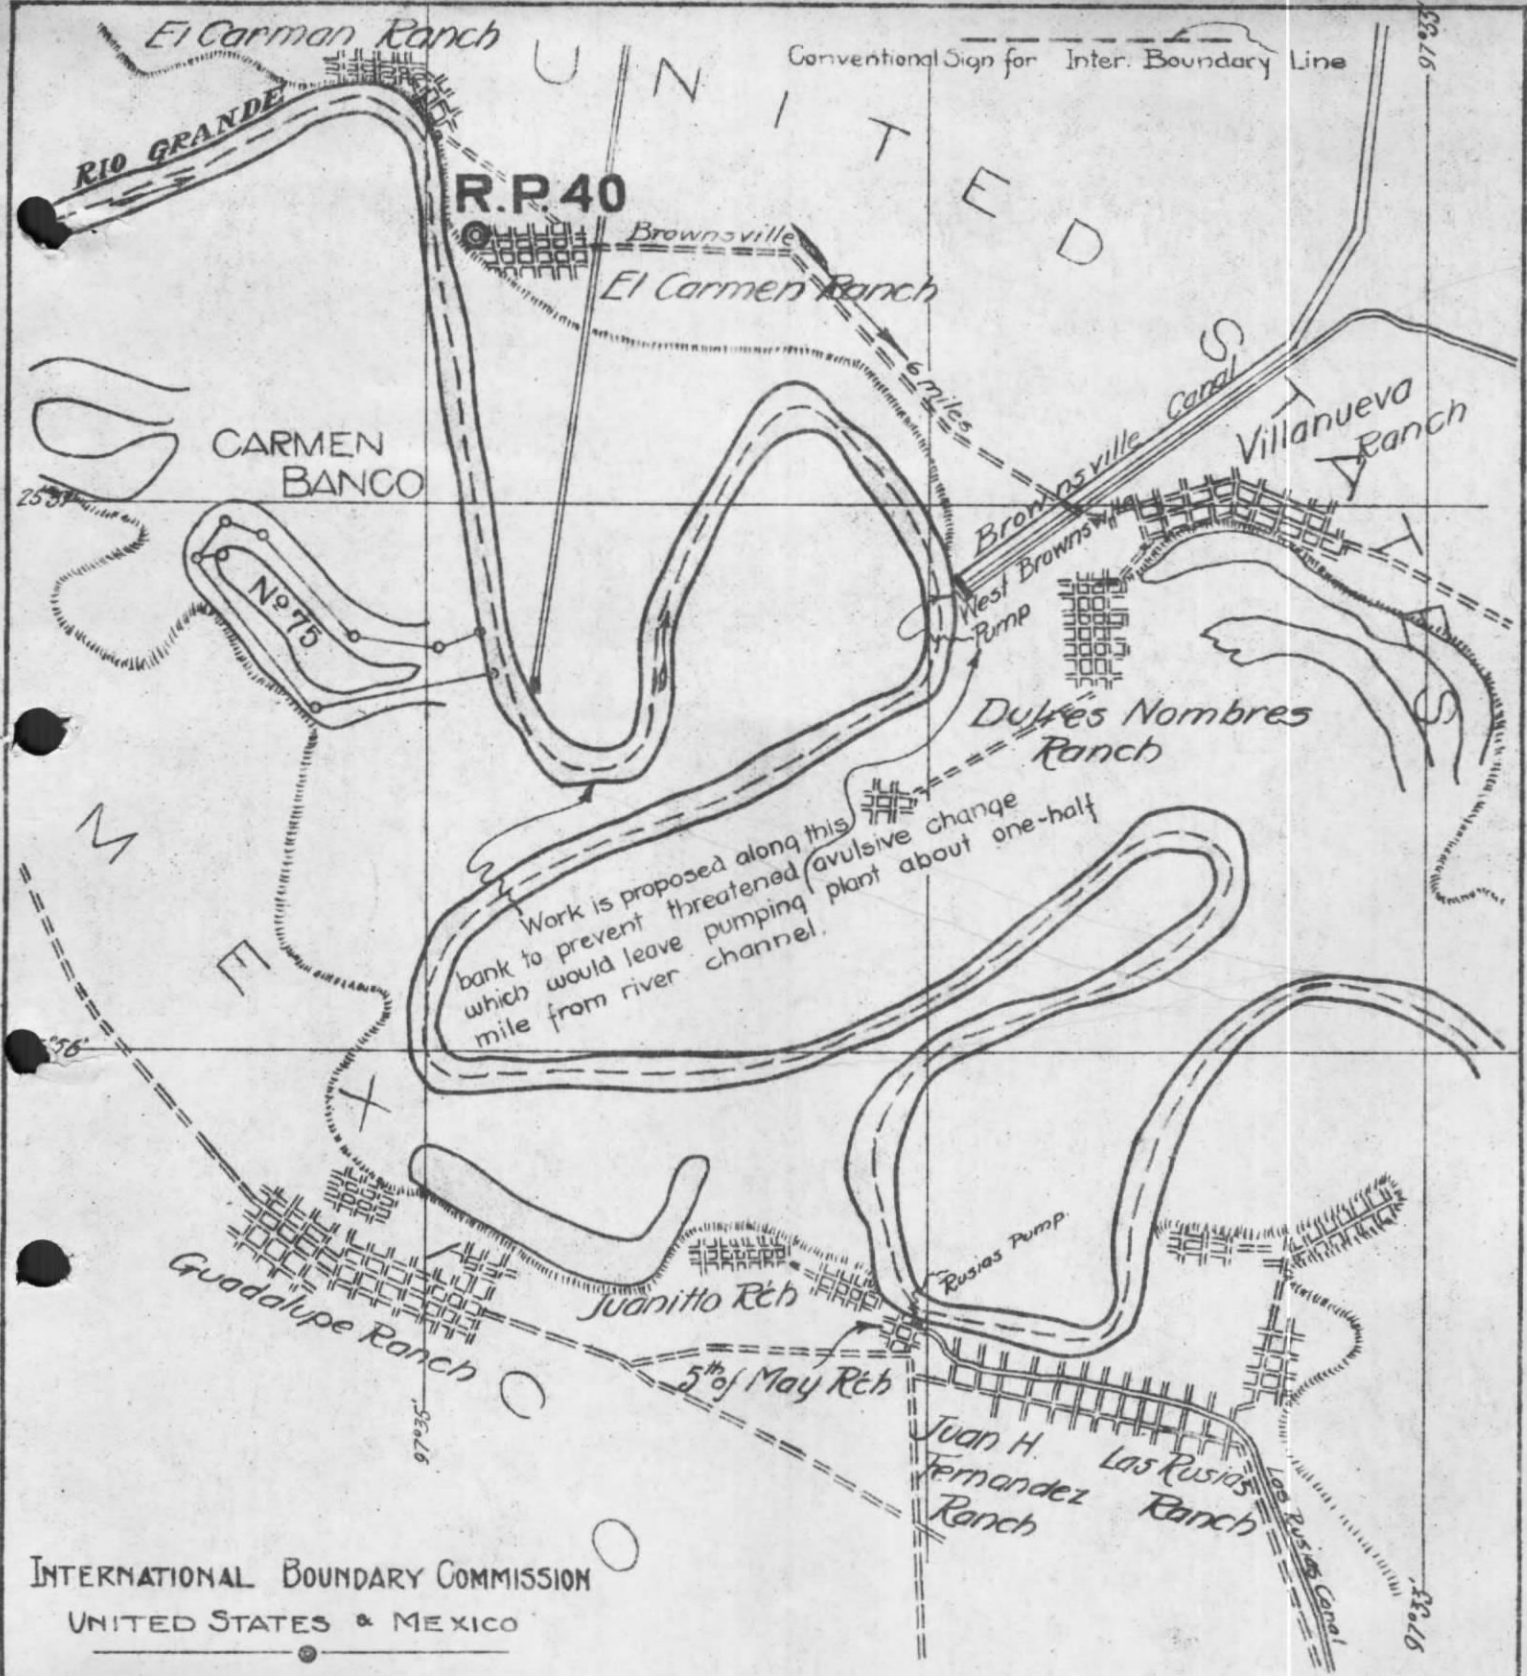 El Carman Ranch
Conventional Sign for Inter. Boundary Line
97°33'
UNITED STATES
RIO GRANDE
R.P. 40
Brownsville
6 miles
El Carmen Ranch
Brownsville Canal
Villanueva
Ranch
CARMEN
BANCO
West Brownsville
Pump
No 75
Dulces Nombres
Ranch
Work is proposed along this
bank to prevent threatened avulsive change
which would leave pumping plant about one-half
mile from river channel.
MEXICO
56'
Rusias Pump.
Guadalupe Ranch
Juanitto Rch
5th of May Rch
97°35'
Juan H.
Fernandez
Ranch
Las Rusias
Ranch
Las Rusias Canal
97°33'
INTERNATIONAL BOUNDARY COMMISSION
UNITED STATES & MEXICO